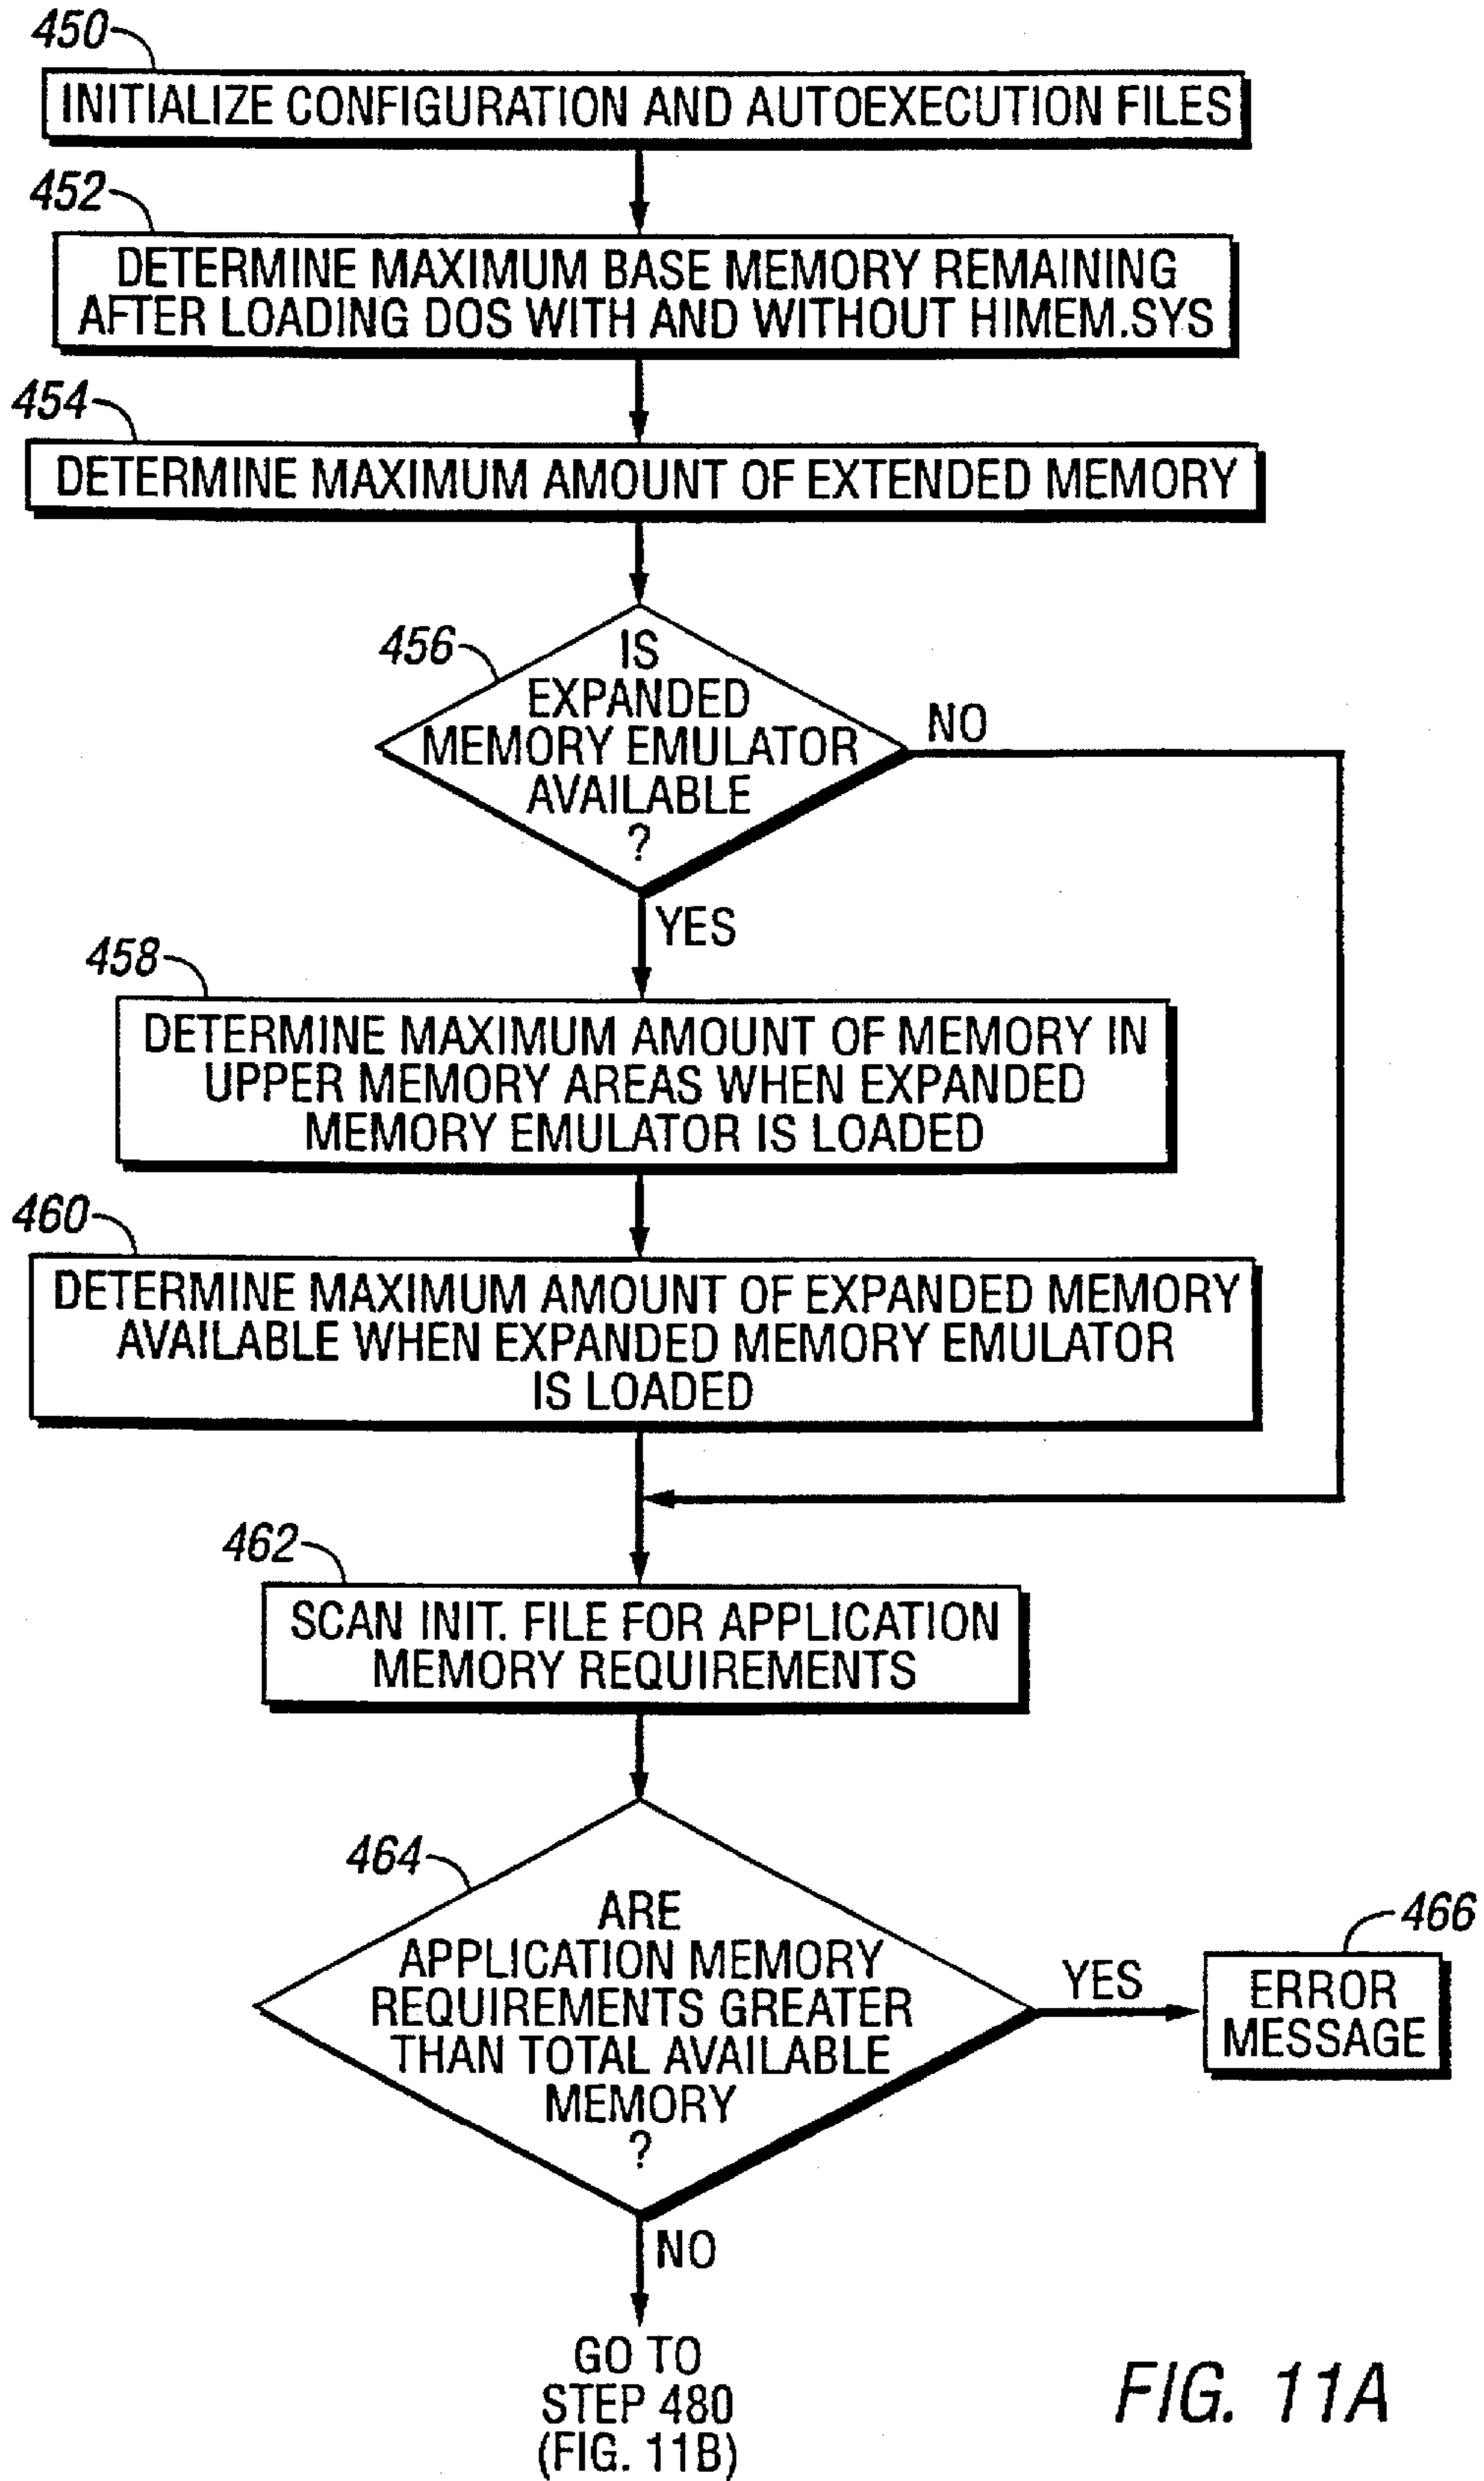 450
INITIALIZE CONFIGURATION AND AUTOEXECUTION FILES
452
DETERMINE MAXIMUM BASE MEMORY REMAINING
AFTER LOADING DOS WITH AND WITHOUT HIMEM.SYS
454
DETERMINE MAXIMUM AMOUNT OF EXTENDED MEMORY
456
IS
EXPANDED
MEMORY EMULATOR
AVAILABLE
?
NO
YES
458
DETERMINE MAXIMUM AMOUNT OF MEMORY IN
UPPER MEMORY AREAS WHEN EXPANDED
MEMORY EMULATOR IS LOADED
460
DETERMINE MAXIMUM AMOUNT OF EXPANDED MEMORY
AVAILABLE WHEN EXPANDED MEMORY EMULATOR
IS LOADED
462
SCAN INIT. FILE FOR APPLICATION
MEMORY REQUIREMENTS
464
ARE
APPLICATION MEMORY
REQUIREMENTS GREATER
THAN TOTAL AVAILABLE
MEMORY
?
YES
466
ERROR
MESSAGE
NO
GO TO
STEP 480
(FIG. 11B)
FIG. 11A